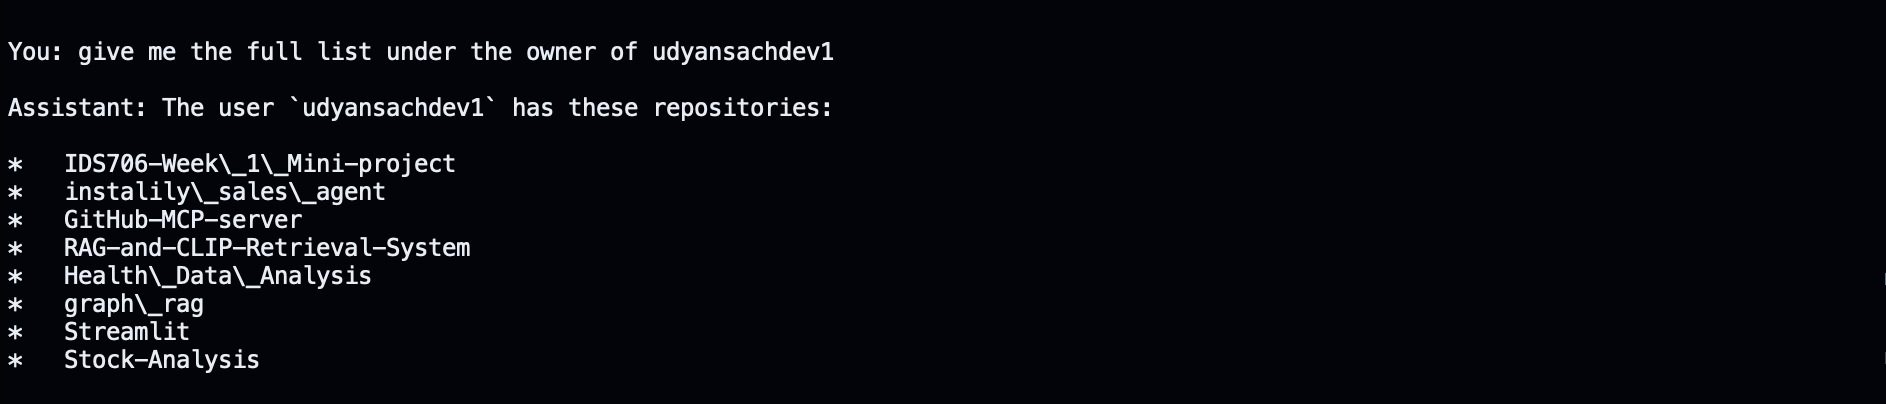 You: give me the full list under the owner of udyansachdev1
Assistant: The user `udyansachdev1` has these repositories:
*   IDS706-Week\_1\_Mini-project
*   instalily\_sales\_agent
*   GitHub-MCP-server
*   RAG-and-CLIP-Retrieval-System
*   Health\_Data\_Analysis
*   graph\_rag
*   Streamlit
*   Stock-Analysis